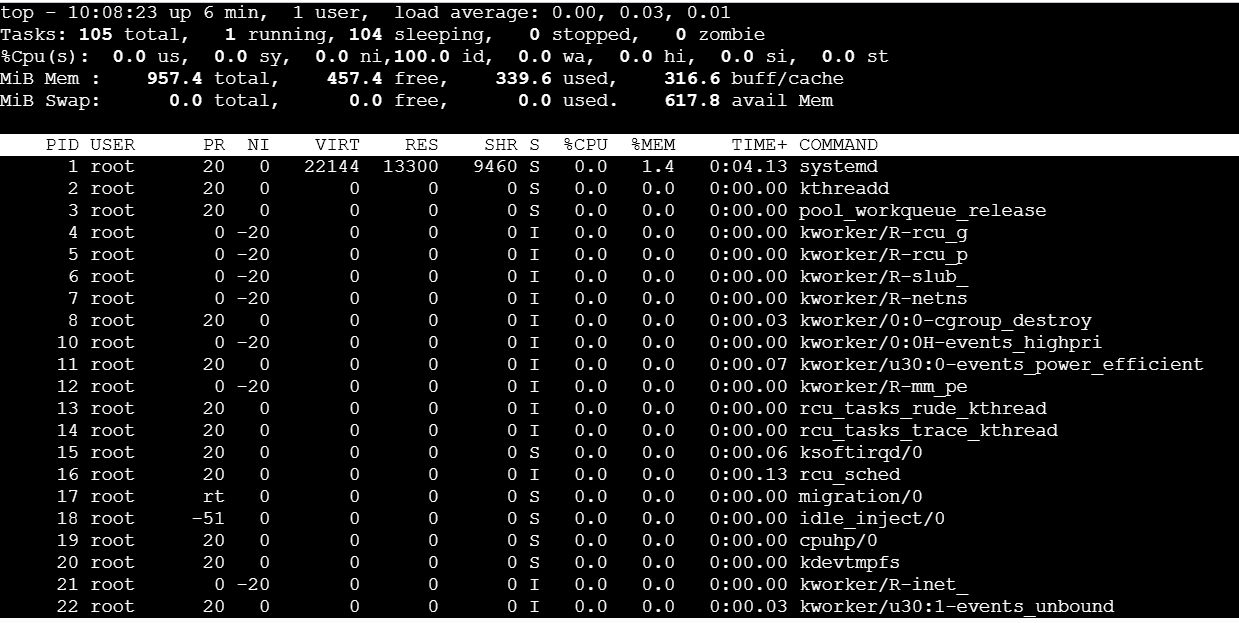 top - 10:08:23 up 6 min,  1 user,  load average: 0.00, 0.03, 0.01
Tasks: 105 total,   1 running, 104 sleeping,   0 stopped,   0 zombie
%Cpu(s):  0.0 us,  0.0 sy,  0.0 ni,100.0 id,  0.0 wa,  0.0 hi,  0.0 si,  0.0 st
MiB Mem :    957.4 total,    457.4 free,    339.6 used,    316.6 buff/cache
MiB Swap:      0.0 total,      0.0 free,      0.0 used.    617.8 avail Mem
    PID USER      PR  NI    VIRT    RES    SHR S  %CPU  %MEM     TIME+ COMMAND
      1 root      20   0   22144  13300   9460 S   0.0   1.4   0:04.13 systemd
      2 root      20   0       0      0      0 S   0.0   0.0   0:00.00 kthreadd
      3 root      20   0       0      0      0 S   0.0   0.0   0:00.00 pool_workqueue_release
      4 root       0 -20       0      0      0 I   0.0   0.0   0:00.00 kworker/R-rcu_g
      5 root       0 -20       0      0      0 I   0.0   0.0   0:00.00 kworker/R-rcu_p
      6 root       0 -20       0      0      0 I   0.0   0.0   0:00.00 kworker/R-slub_
      7 root       0 -20       0      0      0 I   0.0   0.0   0:00.00 kworker/R-netns
      8 root      20   0       0      0      0 I   0.0   0.0   0:00.03 kworker/0:0-cgroup_destroy
     10 root       0 -20       0      0      0 I   0.0   0.0   0:00.00 kworker/0:0H-events_highpri
     11 root      20   0       0      0      0 I   0.0   0.0   0:00.07 kworker/u30:0-events_power_efficient
     12 root       0 -20       0      0      0 I   0.0   0.0   0:00.00 kworker/R-mm_pe
     13 root      20   0       0      0      0 I   0.0   0.0   0:00.00 rcu_tasks_rude_kthread
     14 root      20   0       0      0      0 I   0.0   0.0   0:00.00 rcu_tasks_trace_kthread
     15 root      20   0       0      0      0 S   0.0   0.0   0:00.06 ksoftirqd/0
     16 root      20   0       0      0      0 I   0.0   0.0   0:00.13 rcu_sched
     17 root      rt   0       0      0      0 S   0.0   0.0   0:00.00 migration/0
     18 root     -51   0       0      0      0 S   0.0   0.0   0:00.00 idle_inject/0
     19 root      20   0       0      0      0 S   0.0   0.0   0:00.00 cpuhp/0
     20 root      20   0       0      0      0 S   0.0   0.0   0:00.00 kdevtmpfs
     21 root       0 -20       0      0      0 I   0.0   0.0   0:00.00 kworker/R-inet_
     22 root      20   0       0      0      0 I   0.0   0.0   0:00.03 kworker/u30:1-events_unbound